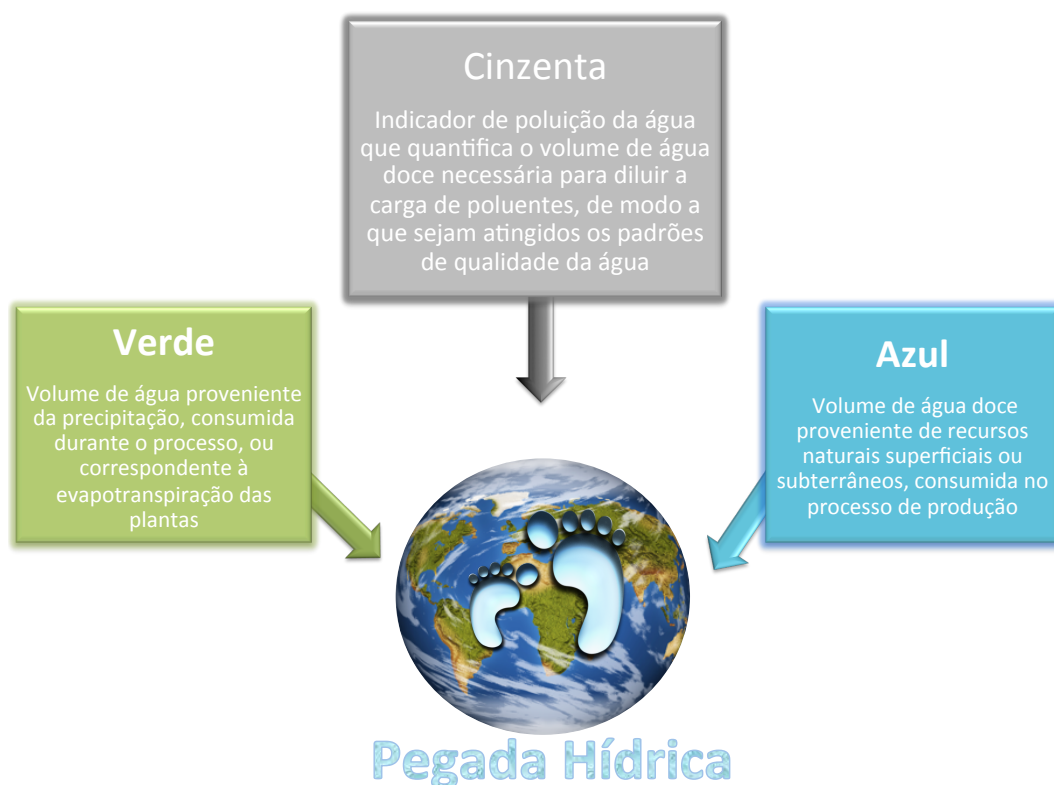 Cinzenta
Indicador de poluição da água
que quantifica o volume de água
doce necessária para diluir a
carga de poluentes, de modo a
que sejam atingidos os padrões
de qualidade da água
Verde
Volume de água proveniente
da precipitação, consumida
durante o processo, ou
correspondente à
evapotranspiração das
plantas
Azul
Volume de água doce
proveniente de recursos
naturais superficiais ou
subterrâneos, consumida no
processo de produção
Pegada Hídrica